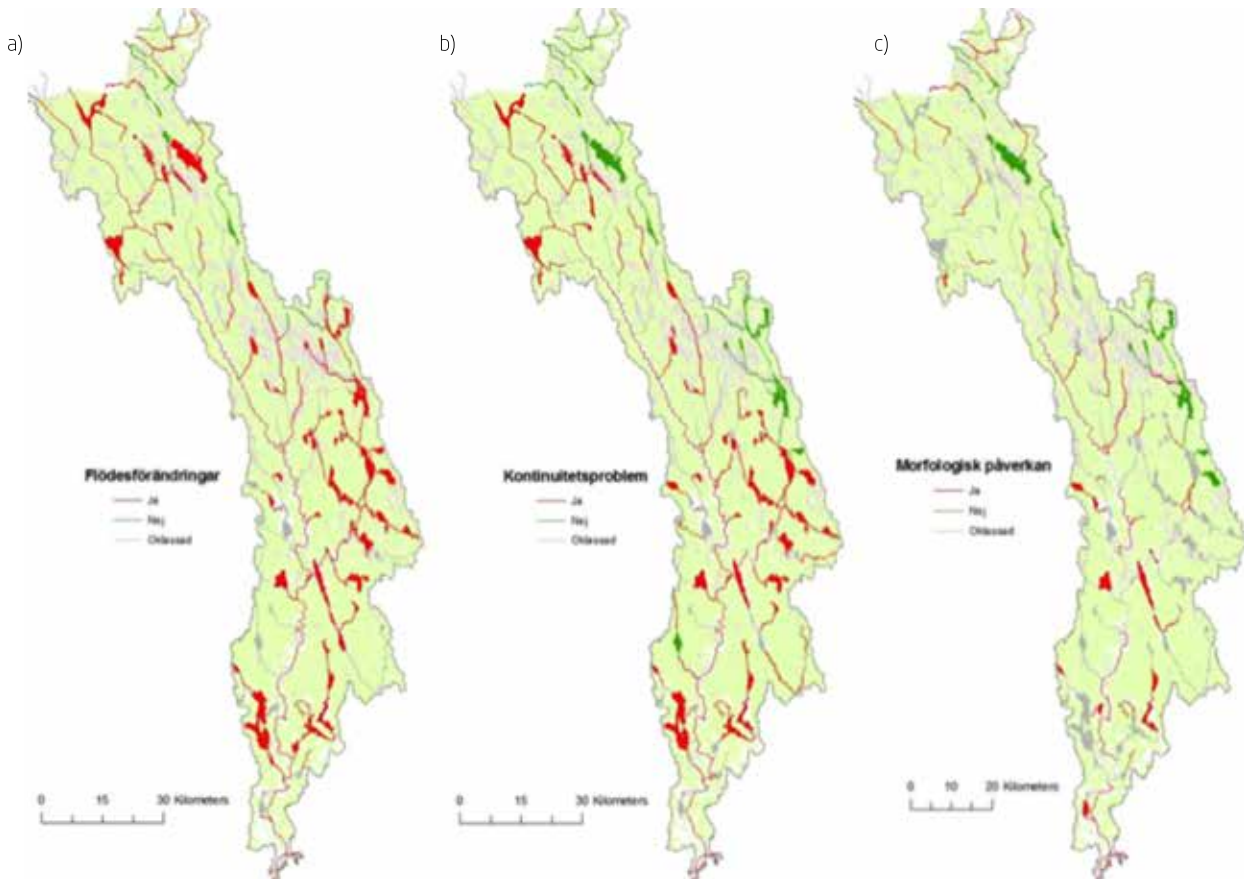 a)
b)
c)
Flödesförändringar
Ja
Nej
Oklassad
Kontinuitetsproblem
Ja
Nej
Oklassad
Morfologisk påverkan
Ja
Nej
Oklassad
0 15 30 Kilometers
0 15 30 Kilometers
0 10 20 Kilometers